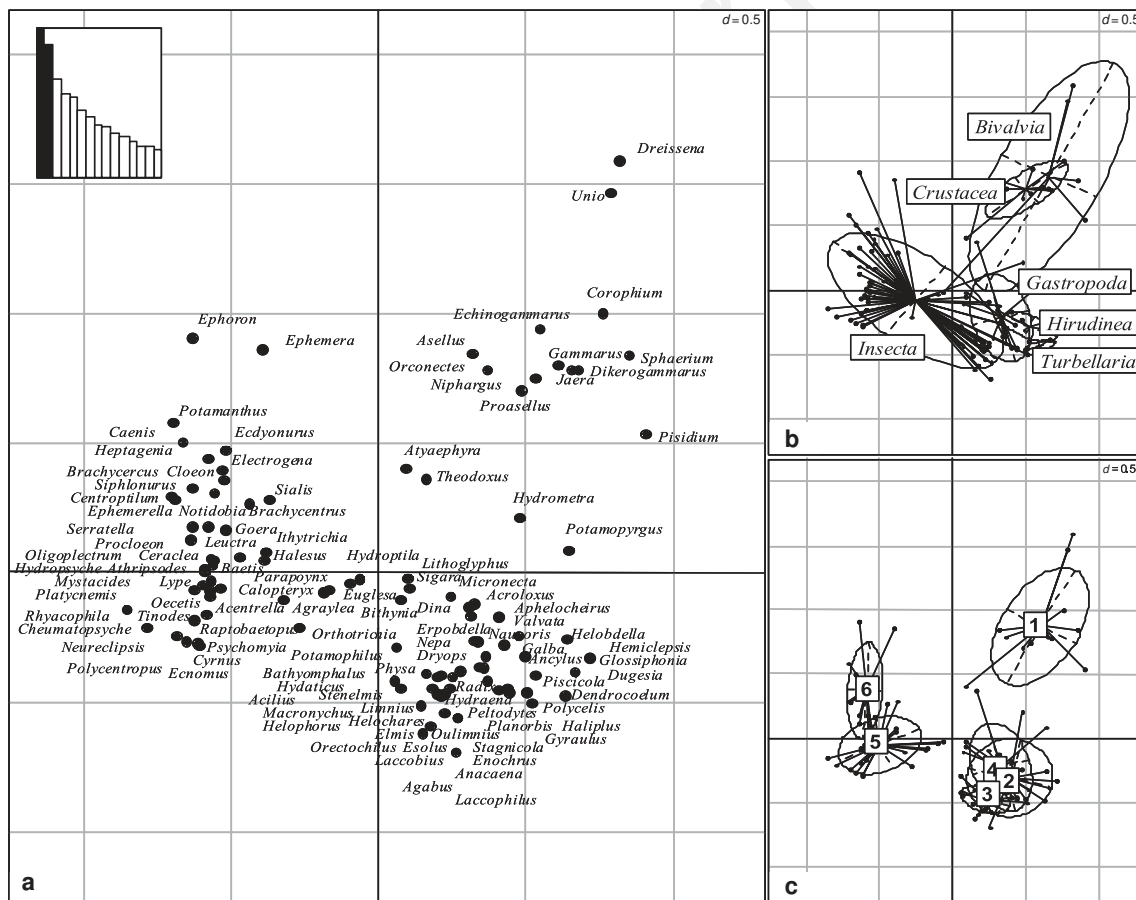 d = 0.5
Dreissena
Unio
Corophium
Echinogammarus
Ephoron
Ephemera
Asellus
Gammarus
Sphaerium
Orconectes
Dikerogammarus
Niphargus
Jaera
Proasellus
Potamanthus
Caenis
Ecdyonurus
Pisidium
Heptagenia
Electrogena
Atyaephyra
Brachycercus
Cloeon
Theodoxus
Siphlonurus
Sialis
Centroptilum
Hydrometra
Ephemerella
Notidobia
Brachycentrus
Serratella
Goera
Ithytrichia
Potamopyrgus
Procloeon
Leuctra
Oligoplectrum
Ceraclea
Halesus
Hydroptila
Hydropsyche
Athripsodes
Baetis
Lithoglyphus
Mystacides
Lype
Parapoynx
Sigara
Micronecta
Platycnemis
Calopteryx
Euglesa
Acroloxus
Oecetis
Acentrella
Agraylea
Bithynia
Dina
Aphelocheirus
Rhyacophila
Tinodes
Valvata
Cheumatopsyche
Raptobaetopus
Orthotrichia
Erpobdella
Naucoris
Helobdella
Neureclipsis
Psychomyia
Potamophilus
Nepa
Galba
Hemiclepsis
Cyrnus
Dryops
Ancylus
Glossiphonia
Polycentropus
Ecnomus
Bathyomphalus
Physa
Dugesia
Hydaticus
Radix
Piscicola
Acilius
Stenelmis
Hydraena
Dendrocoelum
Macronychus
Limnius
Peltodytes
Polycelis
Helophorus
Helochares
Planorbis
Haliplus
Elmis
Oulimnius
Gyraulus
Orectochilus
Esolus
Stagnicola
Laccobius
Enochrus
Anacaena
Agabus
Laccophilus
a
d = 0.5
Bivalvia
Crustacea
Gastropoda
Hirudinea
Insecta
Turbellaria
b
d = 0.5
1
6
5
4
2
3
c